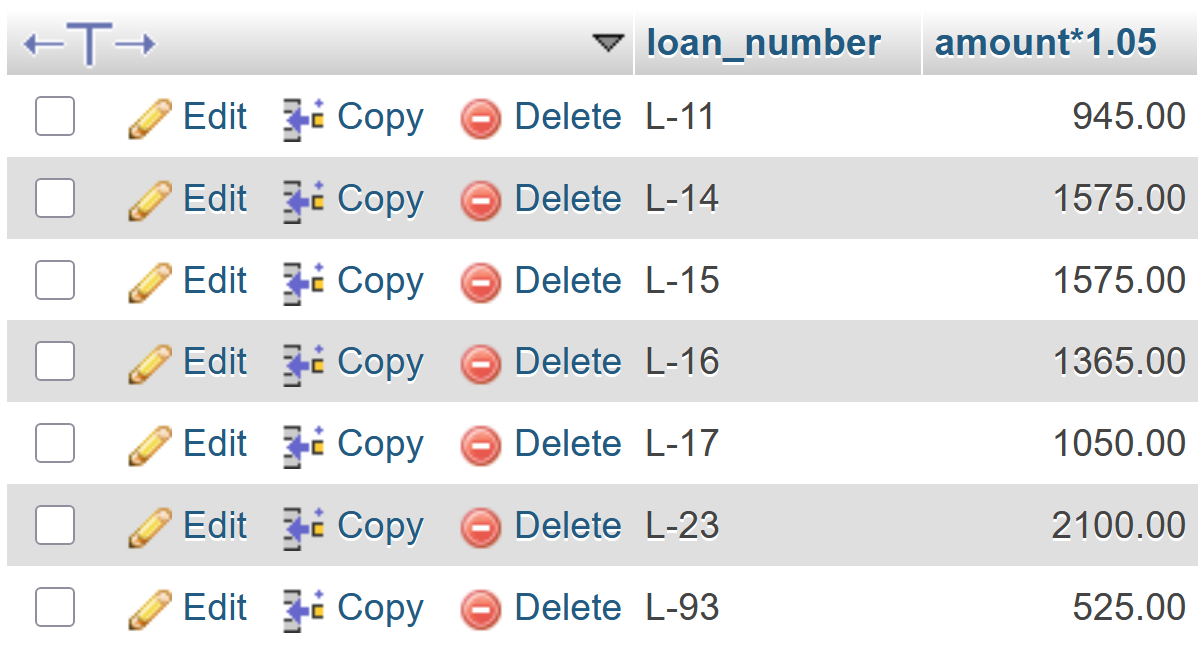 loan_number amount*1.05
Edit Copy Delete L-11 945.00
Edit Copy Delete L-14 1575.00
Edit Copy Delete L-15 1575.00
Edit Copy Delete L-16 1365.00
Edit Copy Delete L-17 1050.00
Edit Copy Delete L-23 2100.00
Edit Copy Delete L-93 525.00